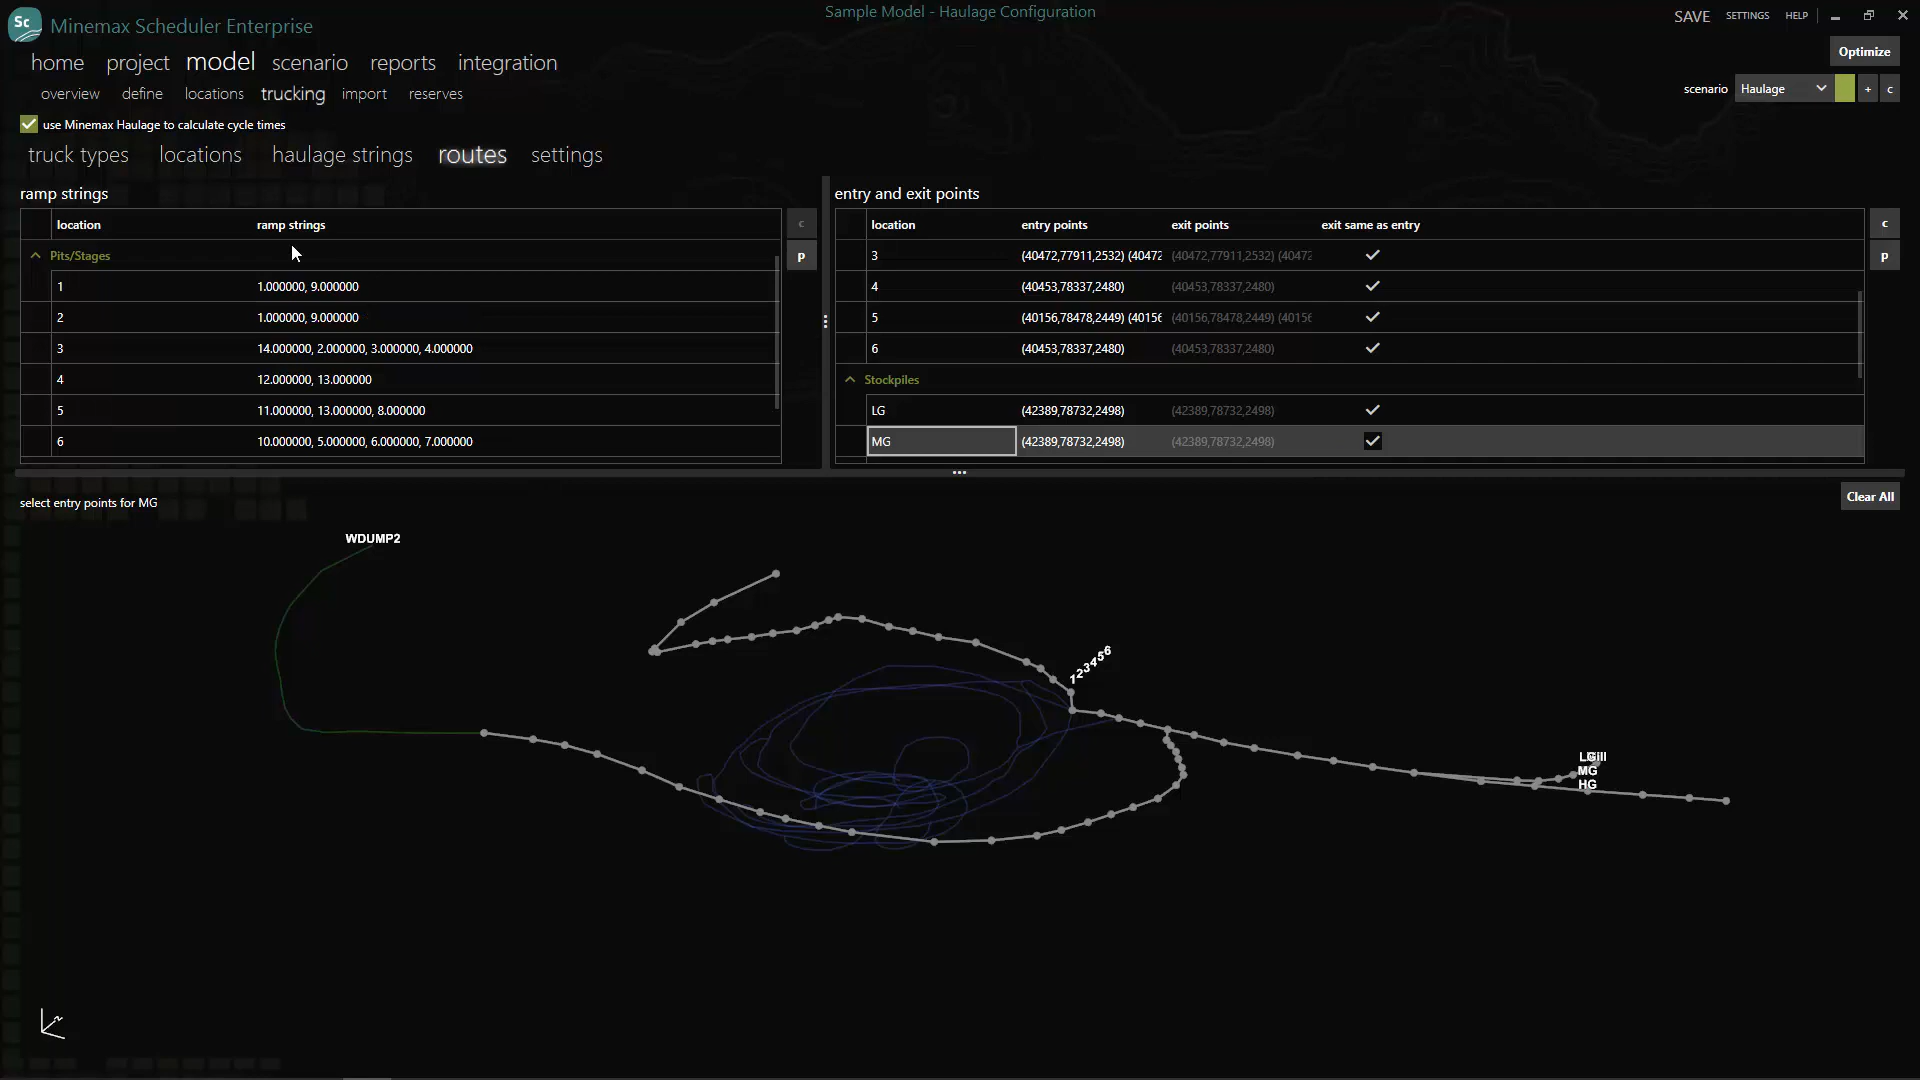 Sc Minemax Scheduler Enterprise
Sample Model - Haulage Configuration
SAVE SETTINGS HELP
home project model scenario reports integration
Optimize
overview define locations trucking import reserves
scenario Haulage + c
use Minemax Haulage to calculate cycle times
truck types locations haulage strings routes settings
ramp strings
location ramp strings
c
p
Pits/Stages
1 1.000000, 9.000000
2 1.000000, 9.000000
3 14.000000, 2.000000, 3.000000, 4.000000
4 12.000000, 13.000000
5 11.000000, 13.000000, 8.000000
6 10.000000, 5.000000, 6.000000, 7.000000
entry and exit points
location entry points exit points exit same as entry
c
p
3 (40472,77911,2532) (40472 (40472,77911,2532) (40472
4 (40453,78337,2480) (40453,78337,2480)
5 (40156,78478,2449) (40156 (40156,78478,2449) (40156
6 (40453,78337,2480) (40453,78337,2480)
Stockpiles
LG (42389,78732,2498) (42389,78732,2498)
MG (42389,78732,2498) (42389,78732,2498)
select entry points for MG
Clear All
WDUMP2
1 2 3 4 5 6
LG
MG
HG